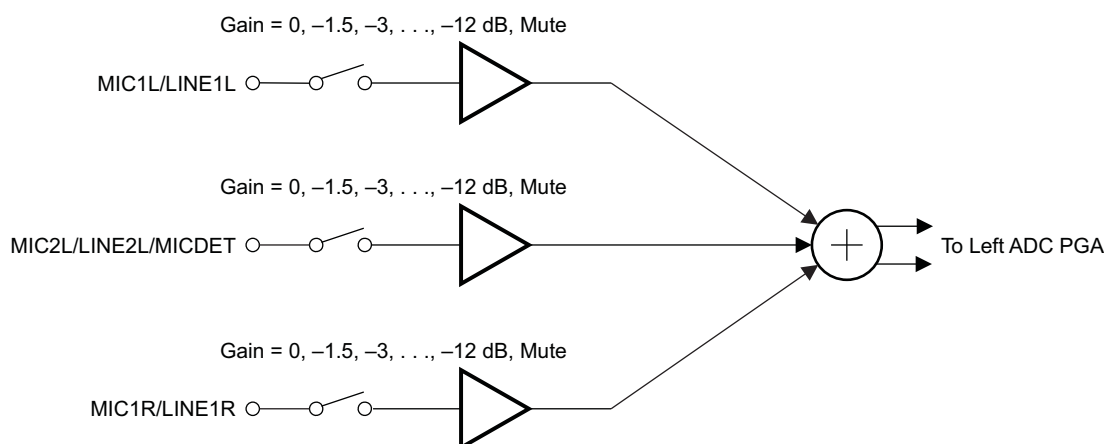 Gain = 0, –1.5, –3, . . ., –12 dB, Mute
MIC1L/LINE1L
Gain = 0, –1.5, –3, . . ., –12 dB, Mute
MIC2L/LINE2L/MICDET
+
To Left ADC PGA
Gain = 0, –1.5, –3, . . ., –12 dB, Mute
MIC1R/LINE1R